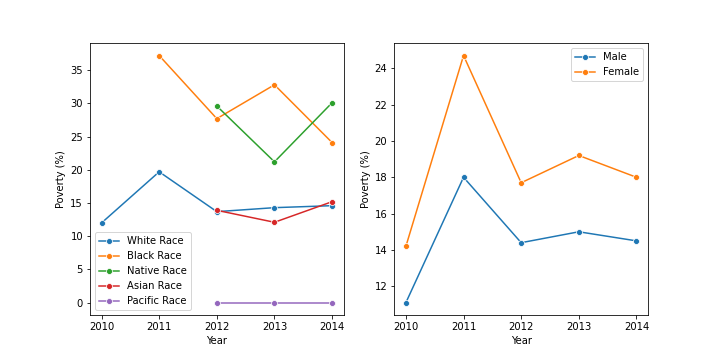 Poverty (%)
35
30
25
20
15
10
5
0
White Race
Black Race
Native Race
Asian Race
Pacific Race
2010 2011 2012 2013 2014
Year
Poverty (%)
24
22
20
18
16
14
12
Male
Female
2010 2011 2012 2013 2014
Year